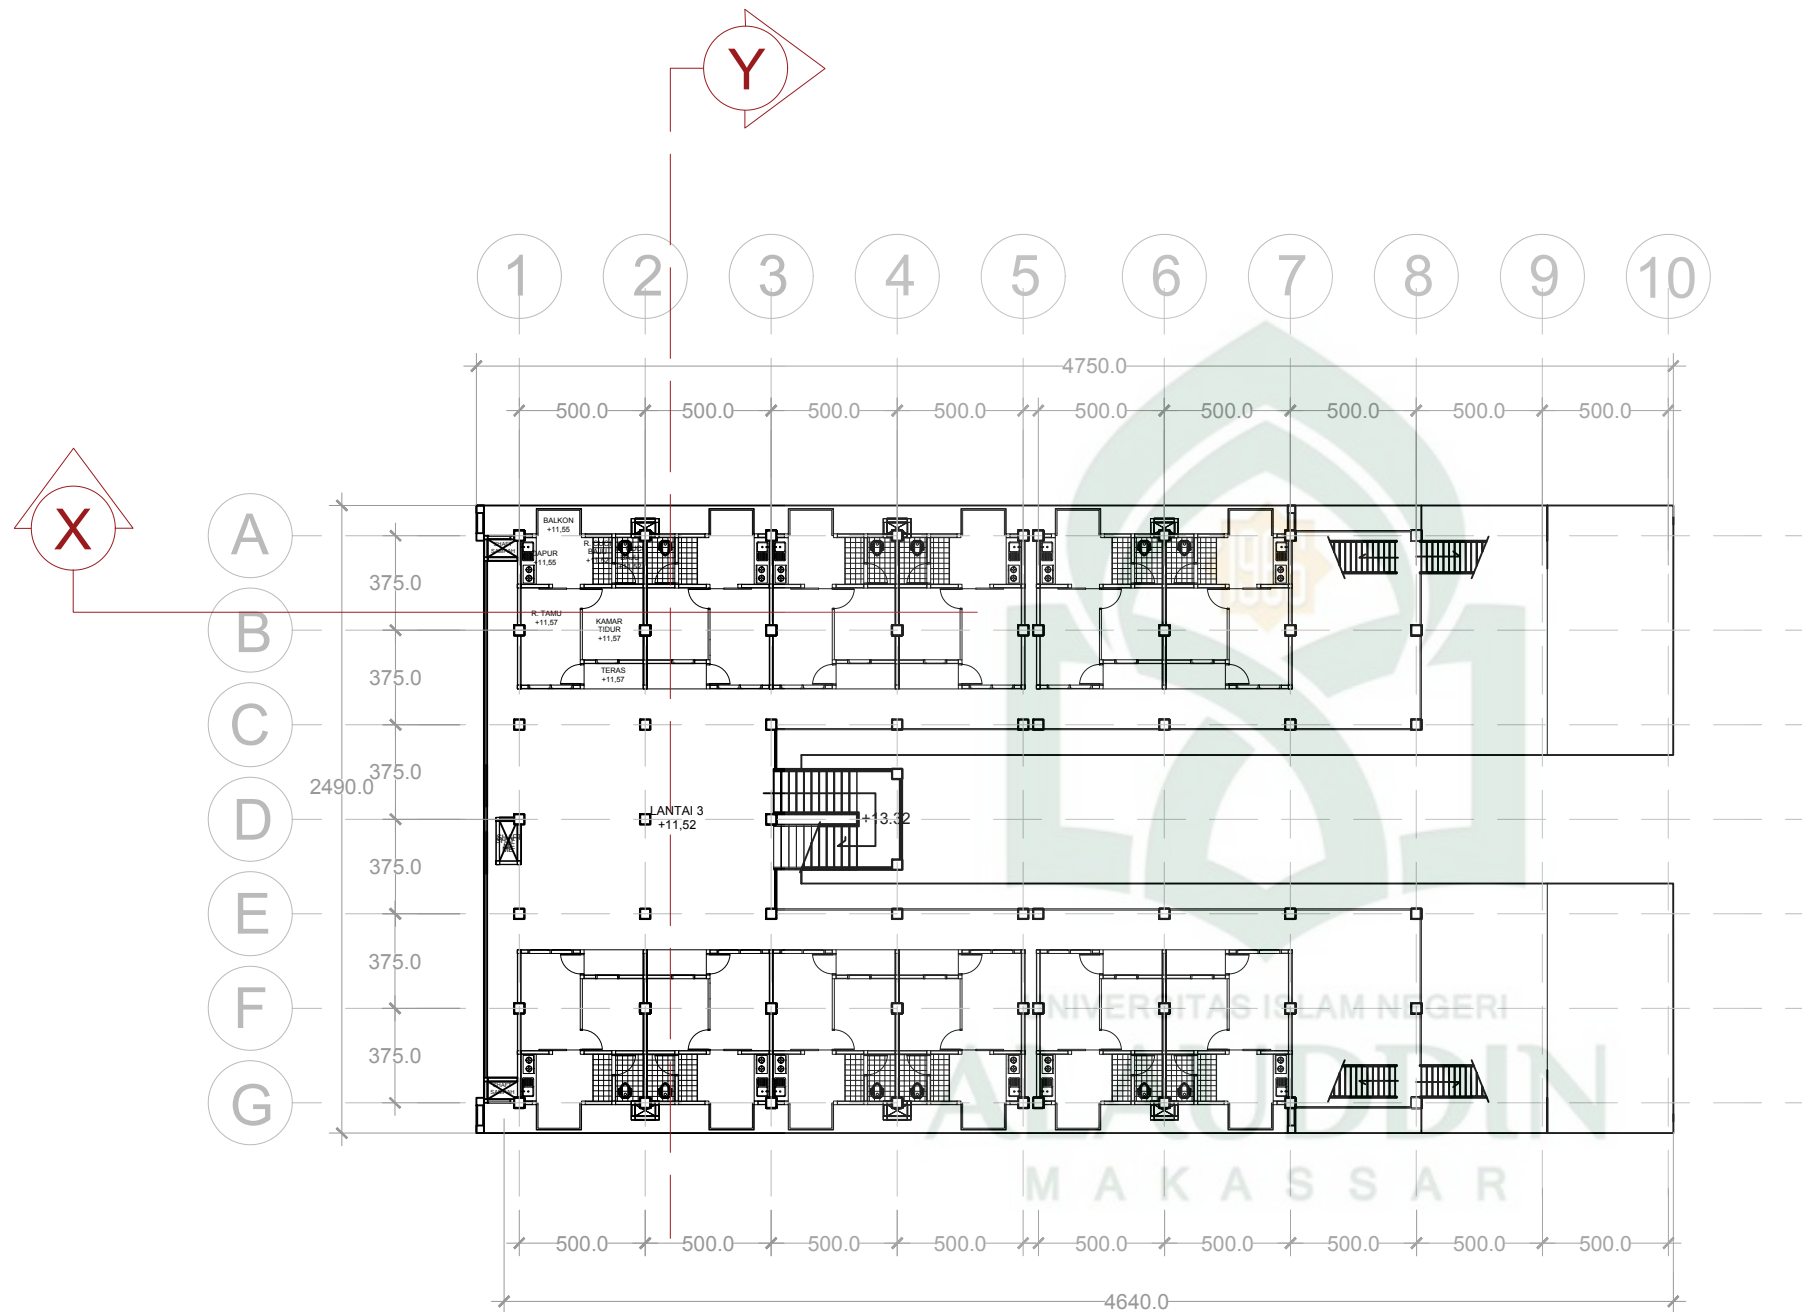 Y
1 2 3 4 5 6 7 8 9 10
4750.0
500.0 500.0 500.0 500.0 500.0 500.0 500.0 500.0 500.0
X
A
B
C
D
E
F
G
375.0
375.0
375.0
375.0
375.0
375.0
2490.0
BALKON
+11,55
DAPUR
+11,55
R. TAMU
+11,57
KAMAR
TIDUR
+11,57
TERAS
+11,57
LANTAI 3
+11,52
+13.32
1965
UNIVERSITAS ISLAM NEGERI
ALAUDDIN
MAKASSAR
500.0 500.0 500.0 500.0 500.0 500.0 500.0 500.0 500.0
4640.0